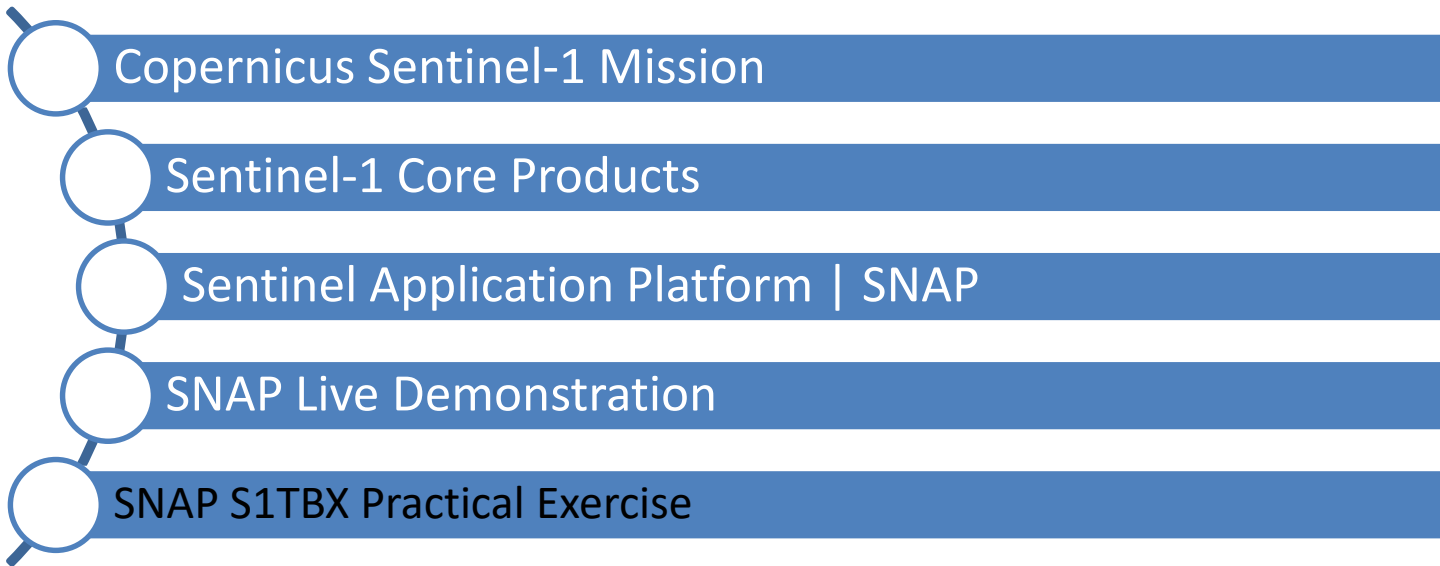 Copernicus Sentinel-1 Mission
Sentinel-1 Core Products
Sentinel Application Platform | SNAP
SNAP Live Demonstration
SNAP S1TBX Practical Exercise